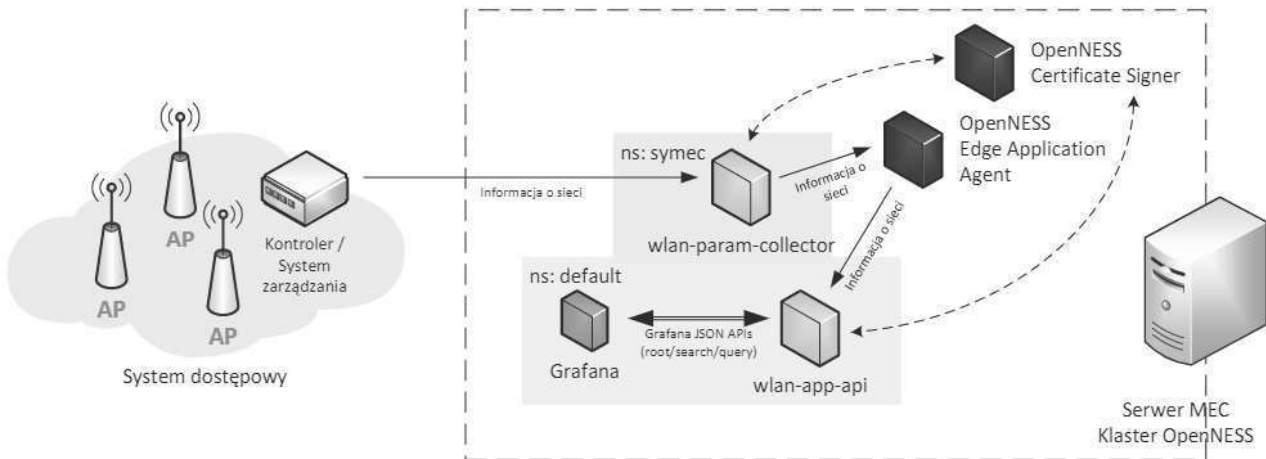 AP
AP
AP
Kontroler /
System
zarządzania
System dostępowy
Informacja o sieci
ns: symec
wlan-param-collector
Informacja o
sieci
OpenNESS
Certificate Signer
OpenNESS
Edge Application
Agent
Informacja o sieci
ns: default
Grafana
Grafana JSON APIs
(root/search/query)
wlan-app-api
Serwer MEC
Klaster OpenNESS